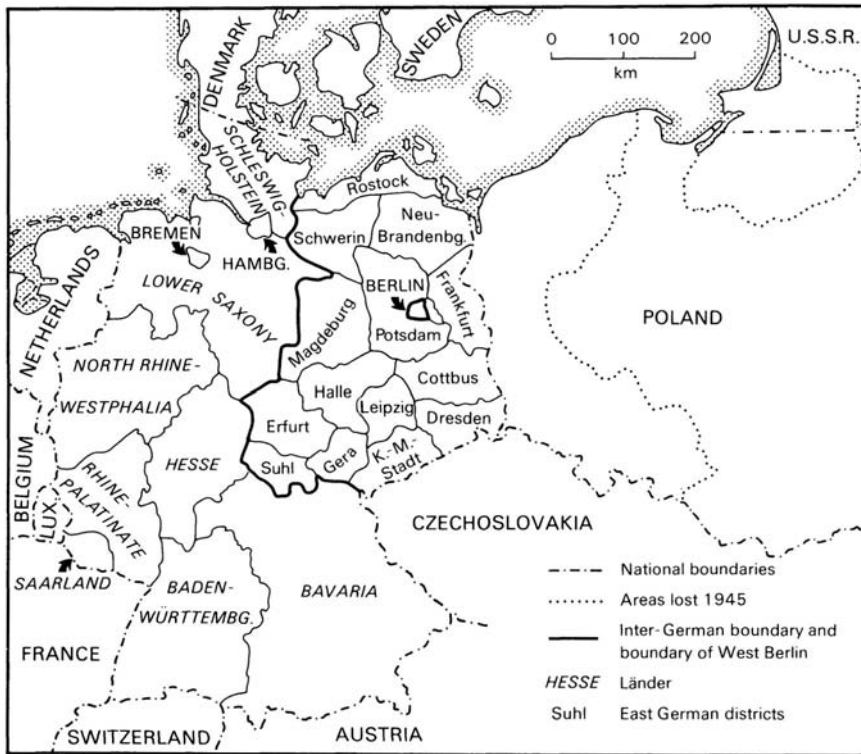 DENMARK
SWEDEN
0 100 200
km
U.S.S.R.
SCHLESWIG-
HOLSTEIN
Rostock
BREMEN
HAMBG.
Schwerin
Neu-
Brandenbg.
NETHERLANDS
LOWER SAXONY
BERLIN
Frankfurt
Magdeburg
Potsdam
POLAND
NORTH RHINE-
WESTPHALIA
Halle
Cottbus
Leipzig
Erfurt
Dresden
BELGIUM
HESSE
Suhl
Gera
K.-M.-
Stadt
LUX.
RHINE-
PALATINATE
CZECHOSLOVAKIA
SAARLAND
BADEN-
WÜRTTEMBG.
BAVARIA
FRANCE
SWITZERLAND
AUSTRIA
National boundaries
Areas lost 1945
Inter-German boundary and
boundary of West Berlin
HESSE Länder
Suhl East German districts